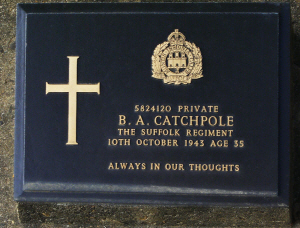 5824120 PRIVATE
B. A. CATCHPOLE
THE SUFFOLK REGIMENT
10TH OCTOBER 1943 AGE 35
ALWAYS IN OUR THOUGHTS